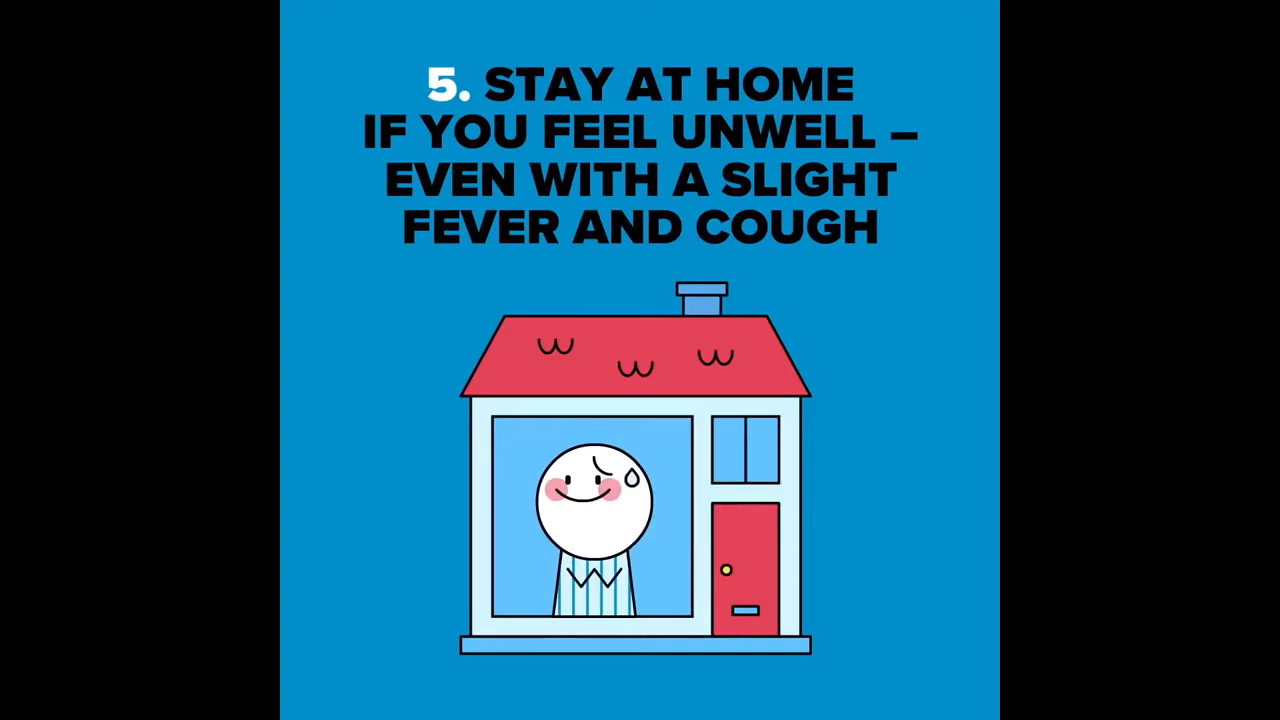 5. STAY AT HOME
IF YOU FEEL UNWELL –
EVEN WITH A SLIGHT
FEVER AND COUGH